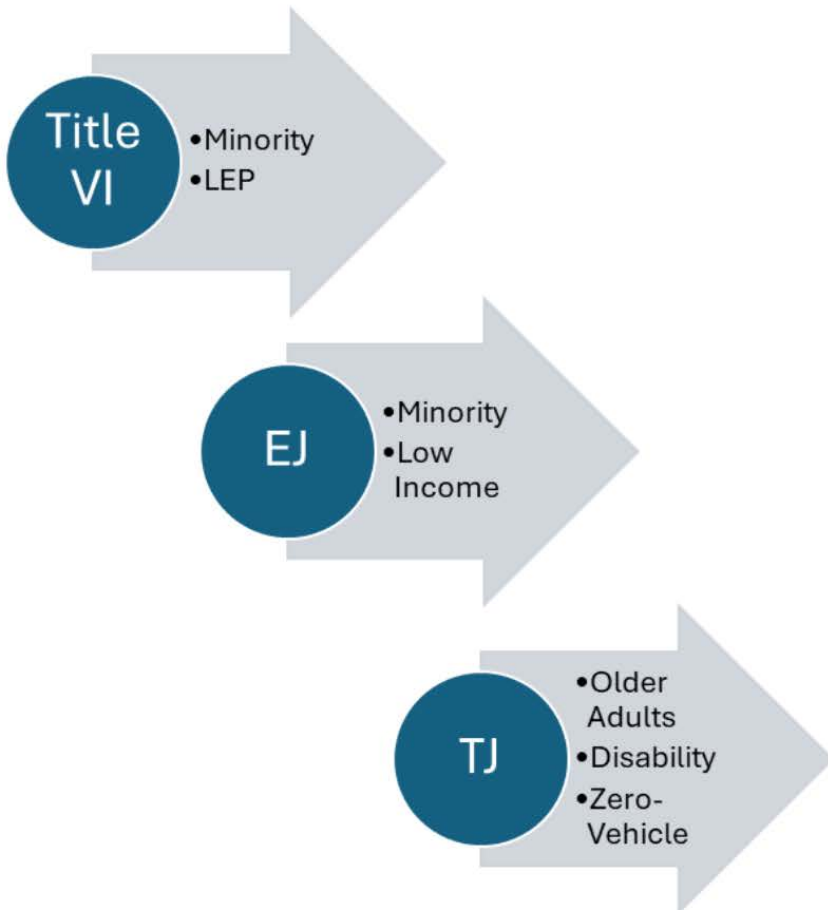 Title
VI
•Minority
•LEP
EJ
•Minority
•Low
Income
TJ
•Older
Adults
•Disability
•Zero-
Vehicle